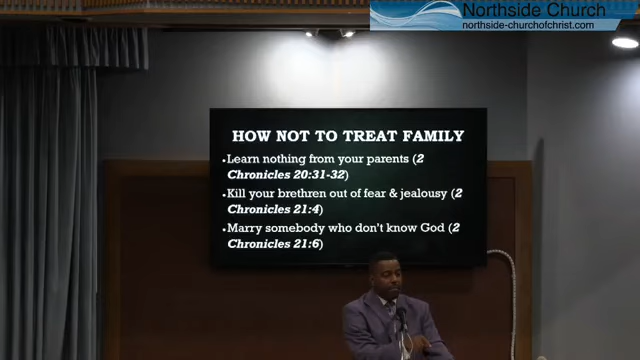 Northside Church
northside-churchofchrist.com
HOW NOT TO TREAT FAMILY
•Learn nothing from your parents (2
Chronicles 20:31-32)
•Kill your brethren out of fear & jealousy (2
Chronicles 21:4)
•Marry somebody who don't know God (2
Chronicles 21:6)